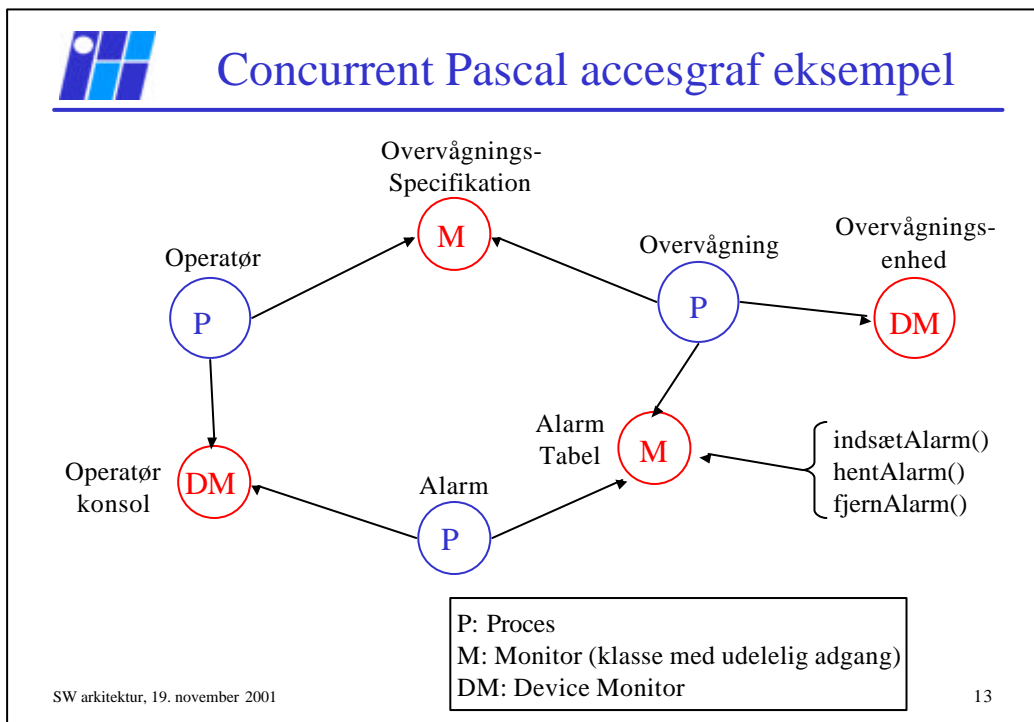 Concurrent Pascal accesgraf eksempel
Overvågnings-
Specifikation
M
Operatør
P
Overvågning
P
Overvågnings-
enhed
DM
Operatør
konsol
DM
Alarm
P
Alarm
Tabel
M
indsætAlarm()
hentAlarm()
fjernAlarm()
P: Proces
M: Monitor (klasse med udelelig adgang)
DM: Device Monitor
SW arkitektur, 19. november 2001
13